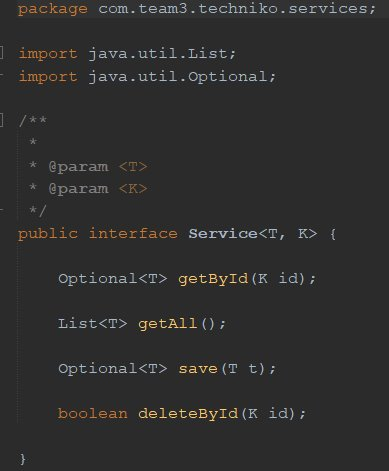 package com.team3.techniko.services;
import java.util.List;
import java.util.Optional;
/**
 *
 * @param <T>
 * @param <K>
 */
public interface Service<T, K> {
    Optional<T> getById(K id);
    List<T> getAll();
    Optional<T> save(T t);
    boolean deleteById(K id);
}